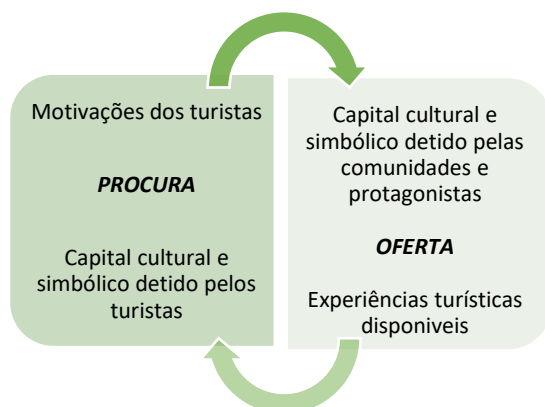 Motivações dos turistas
PROCURA
Capital cultural e
simbólico detido pelos
turistas
Capital cultural e
simbólico detido pelas
comunidades e
protagonistas
OFERTA
Experiências turísticas
disponiveis